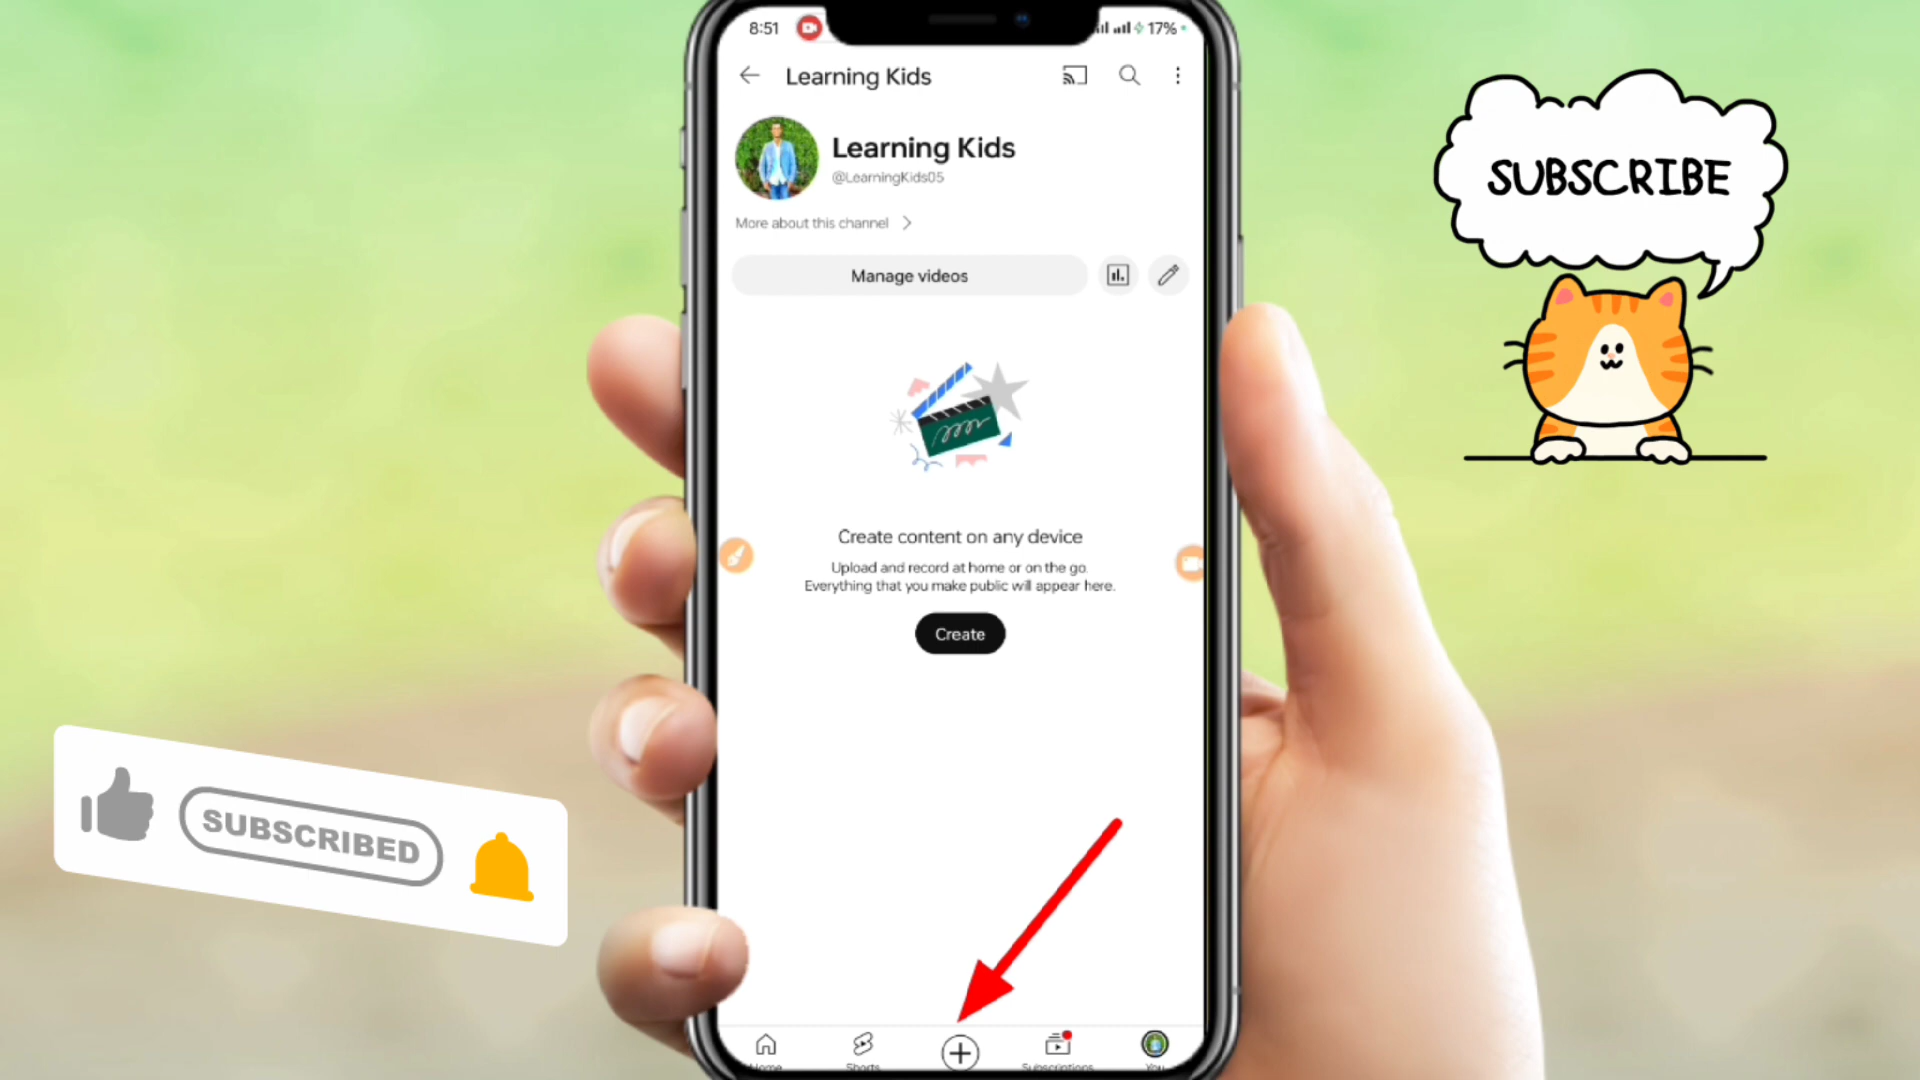 8:51
17%
Learning Kids
Learning Kids
@LearningKids05
More about this channel
Manage videos
Create content on any device
Upload and record at home or on the go.
Everything that you make public will appear here.
Create
Home
Shorts
Subscriptions
You
SUBSCRIBE
SUBSCRIBED